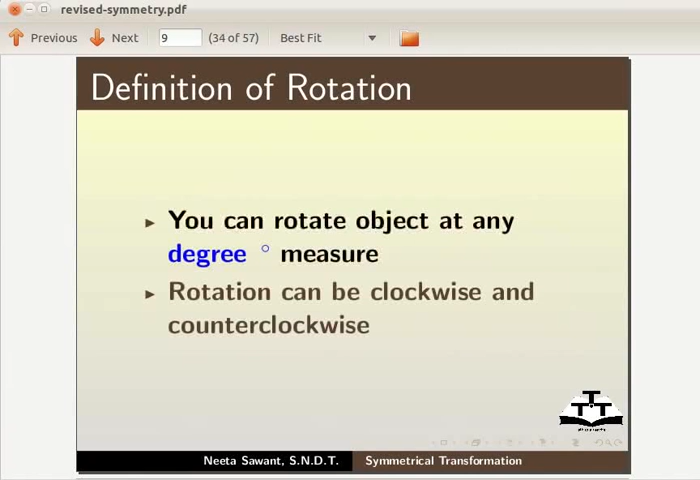 revised-symmetry.pdf
Previous Next 9 (34 of 57) Best Fit
Definition of Rotation
▸ You can rotate object at any
degree ° measure
▸ Rotation can be clockwise and
counterclockwise
Neeta Sawant, S.N.D.T. Symmetrical Transformation